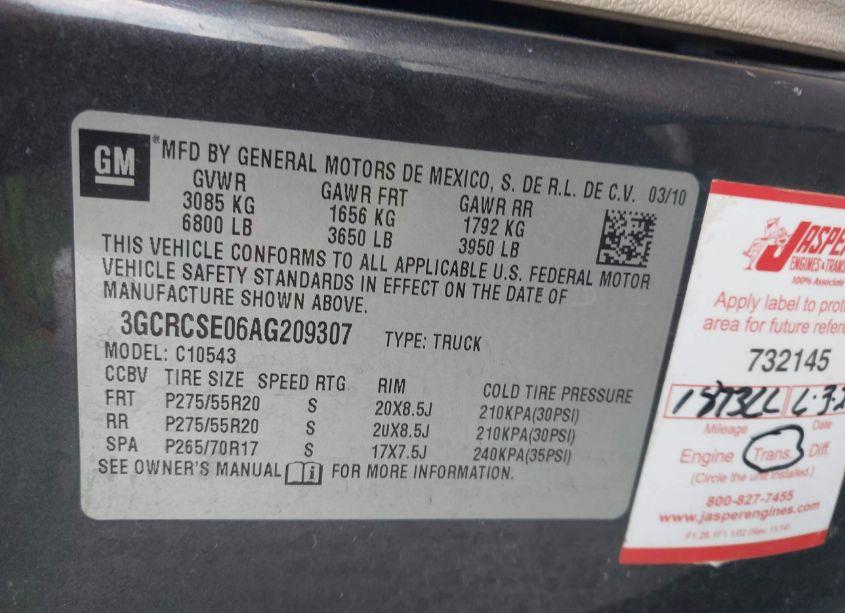 GM
MFD BY GENERAL MOTORS DE MEXICO, S. DE R.L. DE C.V. 03/10
GVWR GAWR FRT GAWR RR
3085 KG 1656 KG 1792 KG
6800 LB 3650 LB 3950 LB
THIS VEHICLE CONFORMS TO ALL APPLICABLE U.S. FEDERAL MOTOR
VEHICLE SAFETY STANDARDS IN EFFECT ON THE DATE OF
MANUFACTURE SHOWN ABOVE.
3GCRCSE06AG209307 TYPE: TRUCK
MODEL: C10543
CCBV TIRE SIZE SPEED RTG RIM COLD TIRE PRESSURE
FRT P275/55R20 S 20X8.5J 210KPA(30PSI)
RR P275/55R20 S 20X8.5J 210KPA(30PSI)
SPA P265/70R17 S 17X7.5J 240KPA(35PSI)
SEE OWNER'S MANUAL FOR MORE INFORMATION.
JASPE
ENGINES & TRANS
100% Associate
Apply label to prote
area for future refere
732145
Mileage Date
Engine Trans. Diff.
(Circle the unit installed.)
800-827-7455
www.jasperengines.com